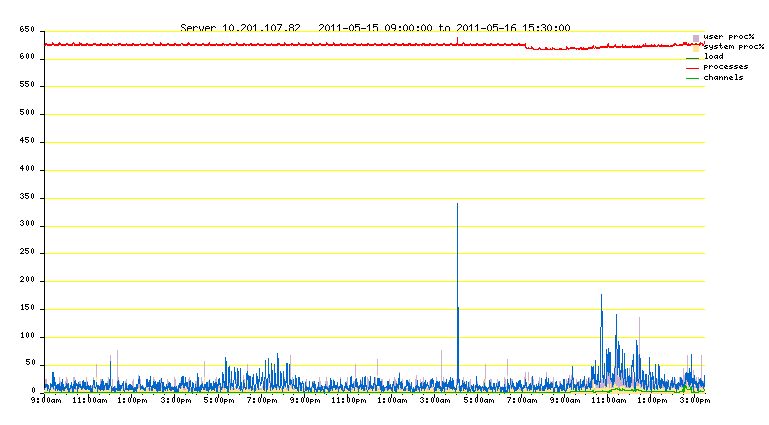 Server 10.201.107.82   2011-05-15 09:00:00 to 2011-05-16 15:30:00
user proc%
system proc%
load
processes
channels
650
600
550
500
450
400
350
300
250
200
150
100
50
0
9:00am 11:00am 1:00pm 3:00pm 5:00pm 7:00pm 9:00pm 11:00pm 1:00am 3:00am 5:00am 7:00am 9:00am 11:00am 1:00pm 3:00pm